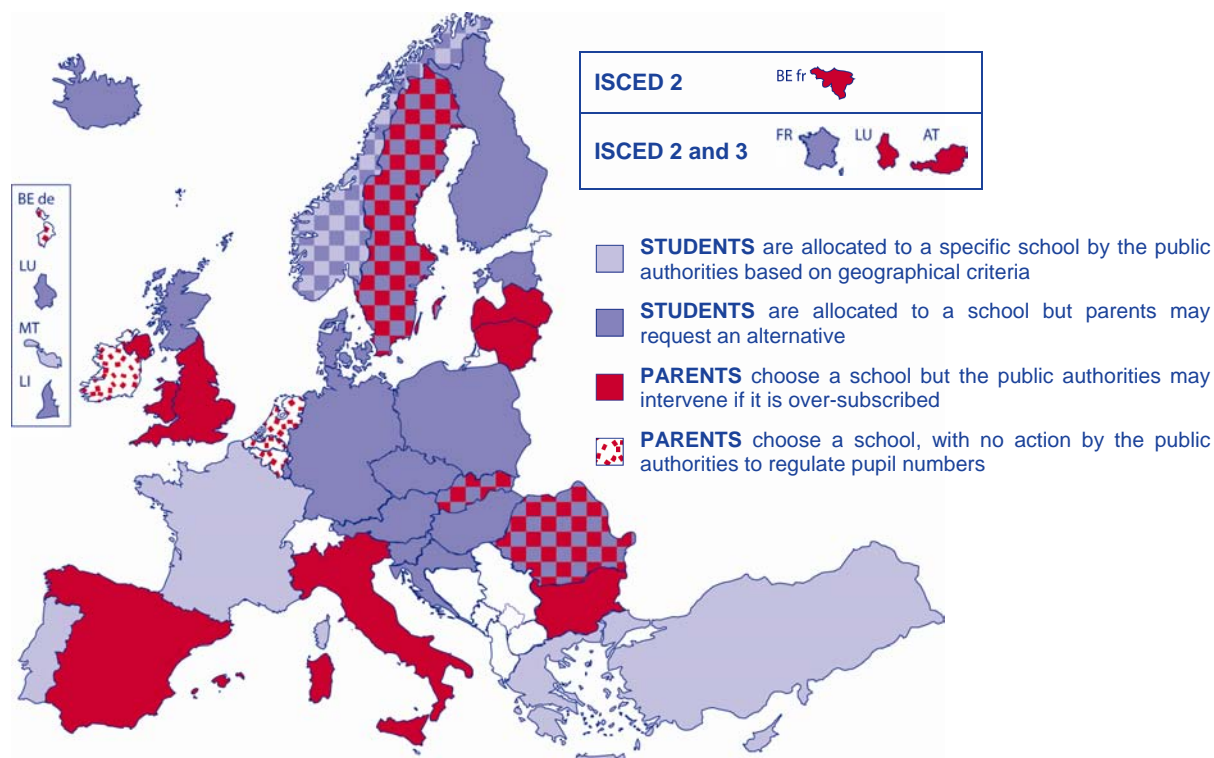 ISCED 2
BE fr
ISCED 2 and 3
FR
LU
AT
BE de
LU
MT
LI
STUDENTS are allocated to a specific school by the public
authorities based on geographical criteria
STUDENTS are allocated to a school but parents may
request an alternative
PARENTS choose a school but the public authorities may
intervene if it is over-subscribed
PARENTS choose a school, with no action by the public
authorities to regulate pupil numbers